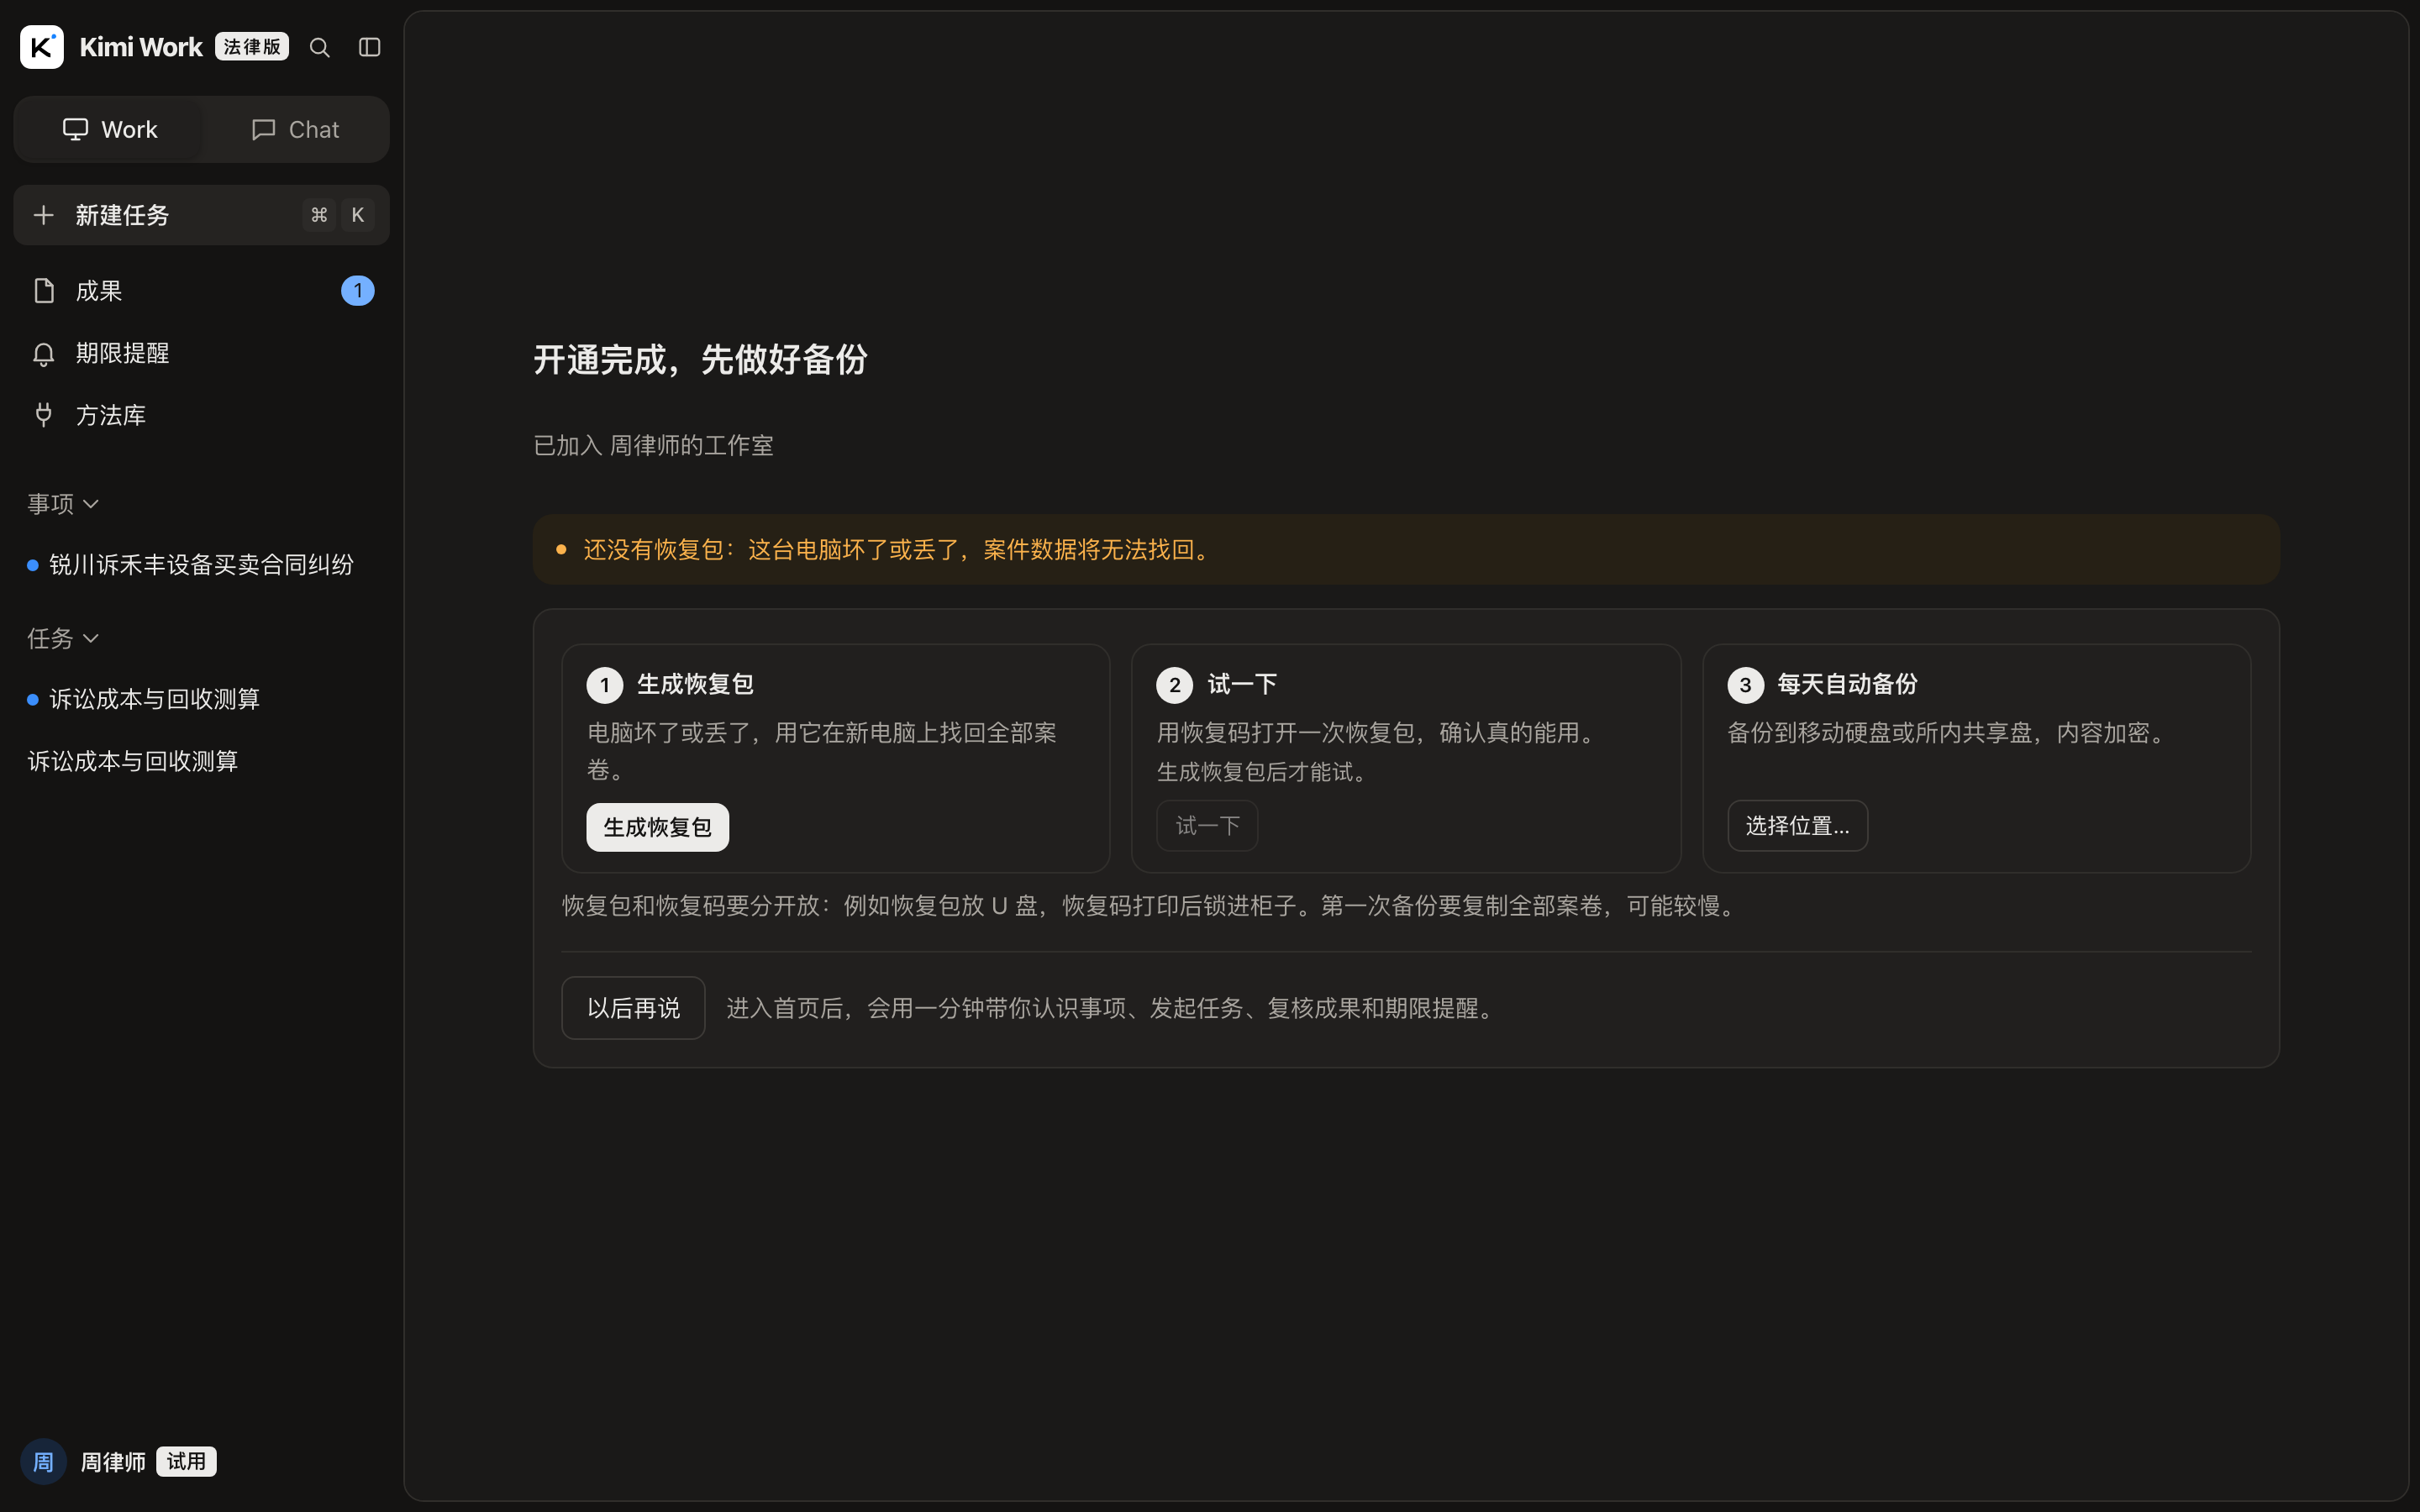 Kimi Work 法律版
Work
Chat
新建任务 ⌘ K
成果 1
期限提醒
方法库
事项
锐川诉禾丰设备买卖合同纠纷
任务
诉讼成本与回收测算
诉讼成本与回收测算
周 周律师 试用
开通完成，先做好备份
已加入 周律师的工作室
还没有恢复包：这台电脑坏了或丢了，案件数据将无法找回。
1 生成恢复包
电脑坏了或丢了，用它在新电脑上找回全部案
卷。
生成恢复包
2 试一下
用恢复码打开一次恢复包，确认真的能用。
生成恢复包后才能试。
试一下
3 每天自动备份
备份到移动硬盘或所内共享盘，内容加密。
选择位置...
恢复包和恢复码要分开放：例如恢复包放 U 盘，恢复码打印后锁进柜子。第一次备份要复制全部案卷，可能较慢。
以后再说
进入首页后，会用一分钟带你认识事项、发起任务、复核成果和期限提醒。